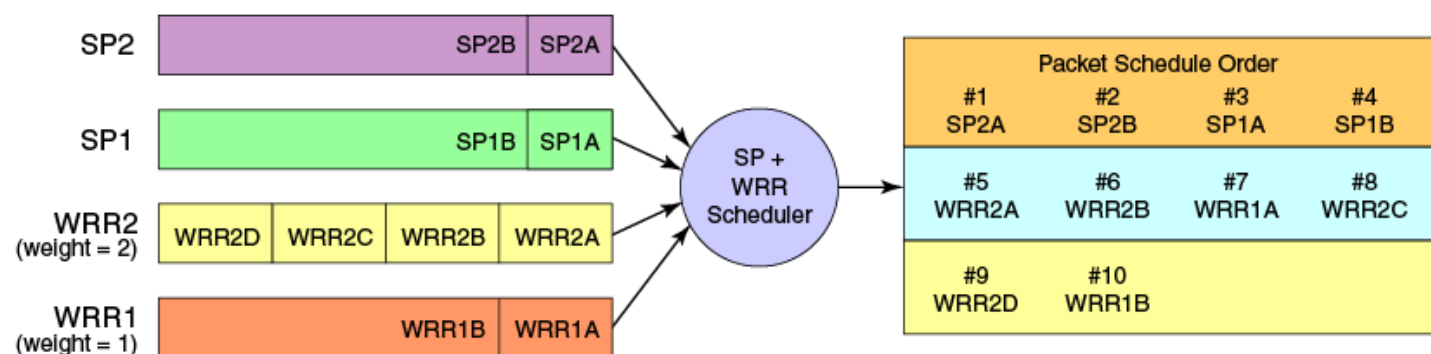 SP2
SP2B SP2A
SP1
SP1B SP1A
WRR2
(weight = 2)
WRR2D WRR2C WRR2B WRR2A
WRR1
(weight = 1)
WRR1B WRR1A
SP +
WRR
Scheduler
Packet Schedule Order
#1 #2 #3 #4
SP2A SP2B SP1A SP1B
#5 #6 #7 #8
WRR2A WRR2B WRR1A WRR2C
#9 #10
WRR2D WRR1B